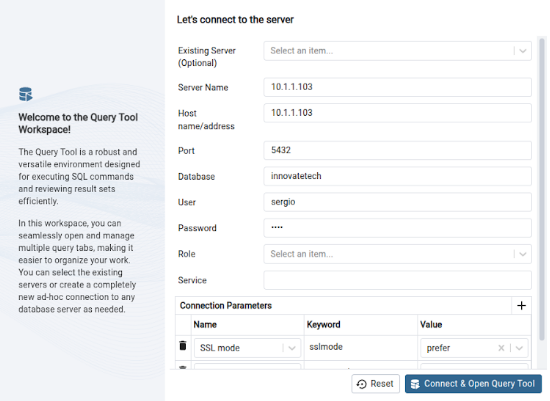 Let's connect to the server
Welcome to the Query Tool
Workspace!
The Query Tool is a robust and
versatile environment designed
for executing SQL commands
and reviewing result sets
efficiently.
In this workspace, you can
seamlessly open and manage
multiple query tabs, making it
easier to organize your work.
You can select the existing
servers or create a completely
new ad-hoc connection to any
database server as needed.
Existing Server
(Optional)
Select an item...
Server Name
10.1.1.103
Host
name/address
10.1.1.103
Port
5432
Database
innovatetech
User
sergio
Password
••••
Role
Select an item...
Service
Connection Parameters
Name Keyword Value
SSL mode sslmode prefer
Reset
Connect & Open Query Tool